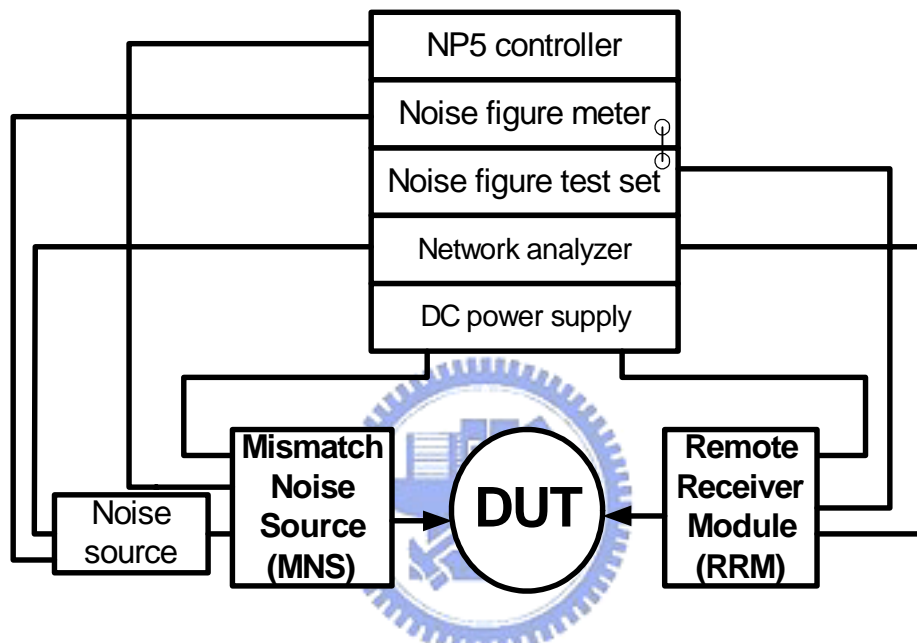 NP5 controller
Noise figure meter
Noise figure test set
Network analyzer
DC power supply
Mismatch
Noise
Source
(MNS)
DUT
Remote
Receiver
Module
(RRM)
Noise
source